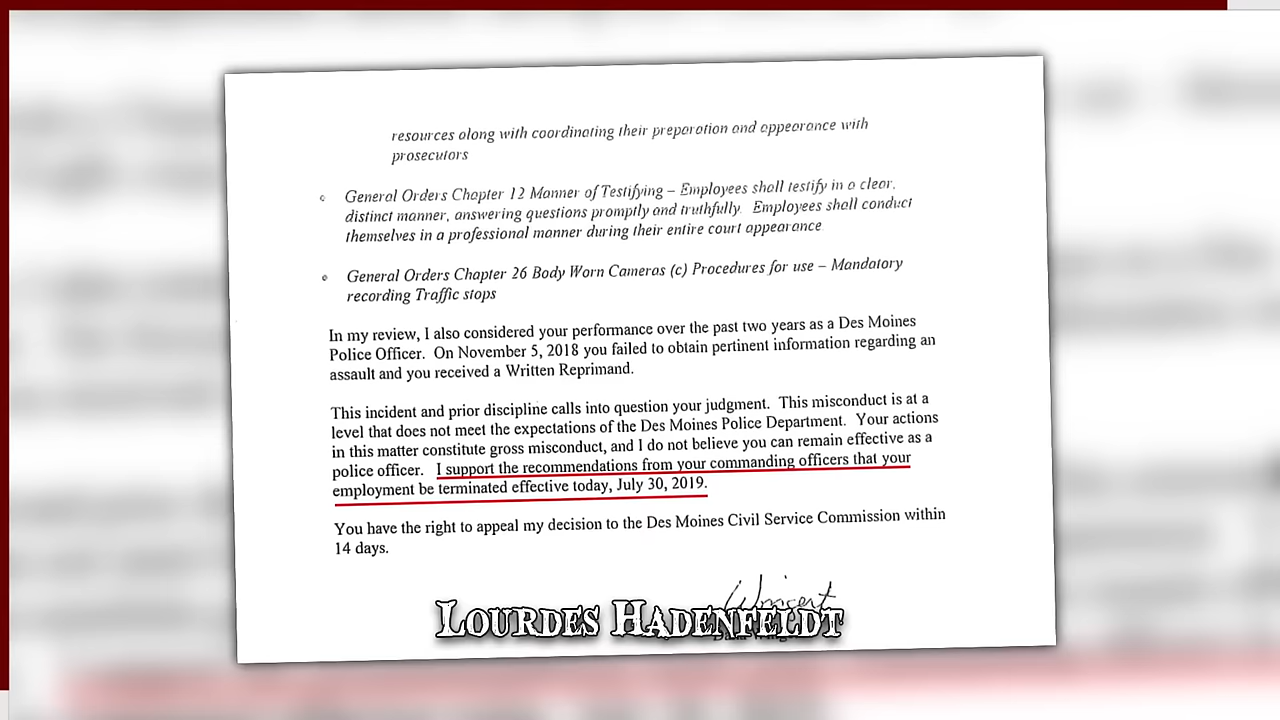 resources along with coordinating their preparation and appearance with
prosecutors
General Orders Chapter 12 Manner of Testifying – Employees shall testify in a clear,
distinct manner, answering questions promptly and truthfully. Employees shall conduct
themselves in a professional manner during their entire court appearance
General Orders Chapter 26 Body Worn Cameras (c) Procedures for use – Mandatory
recording Traffic stops
In my review, I also considered your performance over the past two years as a Des Moines
Police Officer. On November 5, 2018 you failed to obtain pertinent information regarding an
assault and you received a Written Reprimand.
This incident and prior discipline calls into question your judgment. This misconduct is at a
level that does not meet the expectations of the Des Moines Police Department. Your actions
in this matter constitute gross misconduct, and I do not believe you can remain effective as a
police officer. I support the recommendations from your commanding officers that your
employment be terminated effective today, July 30, 2019.
You have the right to appeal my decision to the Des Moines Civil Service Commission within
14 days.
Lourdes Hadenfeldt